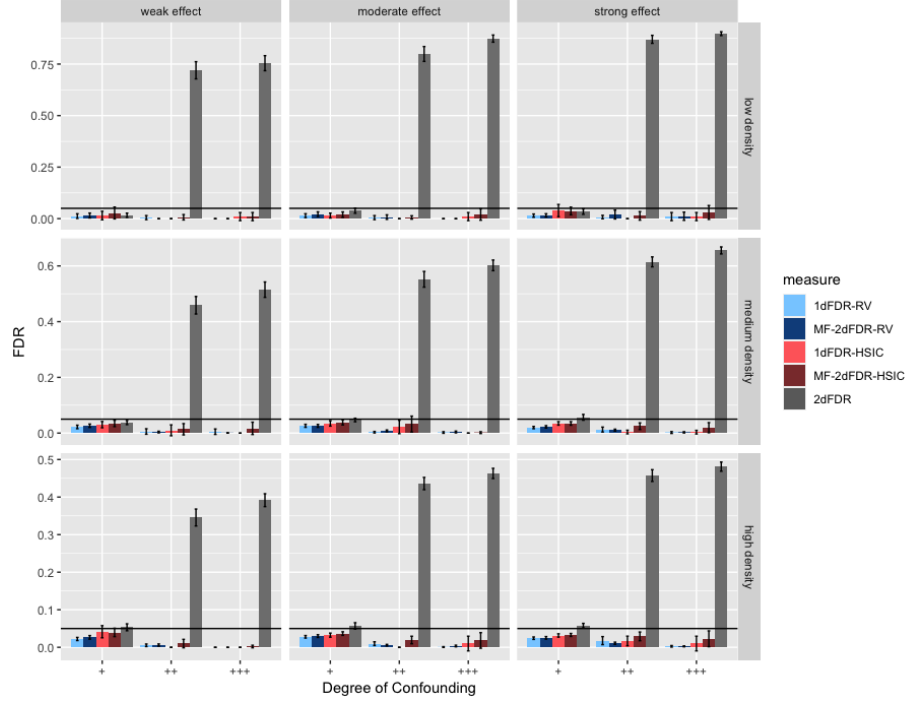 weak effect
moderate effect
strong effect
0.75
0.50
0.25
0.00
low density
0.6
0.4
0.2
0.0
medium density
0.5
0.4
0.3
0.2
0.1
0.0
high density
FDR
+ ++ +++
+ ++ +++
+ ++ +++
Degree of Confounding
measure
1dFDR-RV
MF-2dFDR-RV
1dFDR-HSIC
MF-2dFDR-HSIC
2dFDR